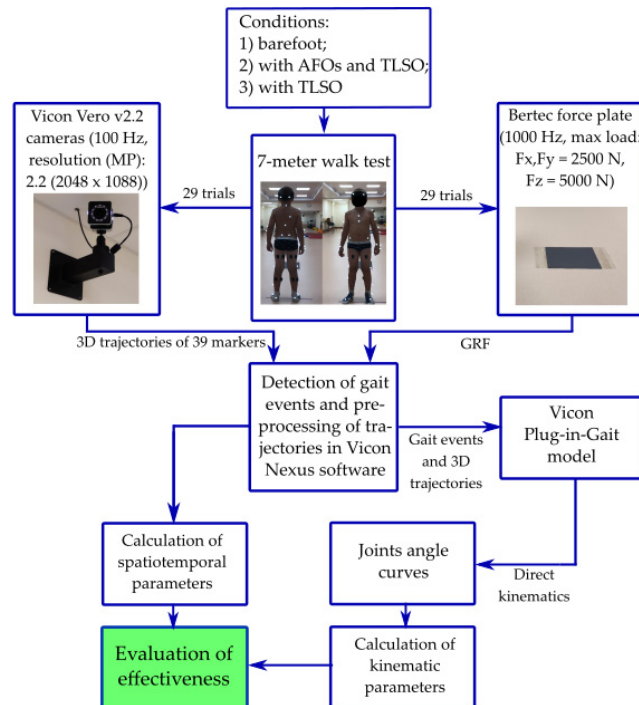 Conditions:
1) barefoot;
2) with AFOs and TLSO;
3) with TLSO
Vicon Vero v2.2
cameras (100 Hz,
resolution (MP):
2.2 (2048 x 1088))
7-meter walk test
Bertec force plate
(1000 Hz, max load:
Fx,Fy = 2500 N,
Fz = 5000 N)
29 trials
29 trials
3D trajectories of 39 markers
GRF
Detection of gait
events and pre-
processing of tra-
jectories in Vicon
Nexus software
Gait events
and 3D
trajectories
Vicon
Plug-in-Gait
model
Calculation of
spatiotemporal
parameters
Joints angle
curves
Direct
kinematics
Evaluation of
effectiveness
Calculation of
kinematic
parameters